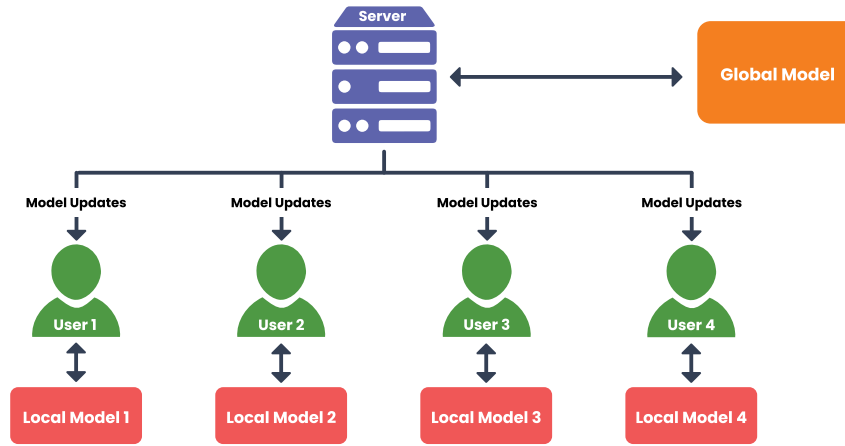 Server
Global Model
Model Updates
Model Updates
Model Updates
Model Updates
User 1
User 2
User 3
User 4
Local Model 1
Local Model 2
Local Model 3
Local Model 4